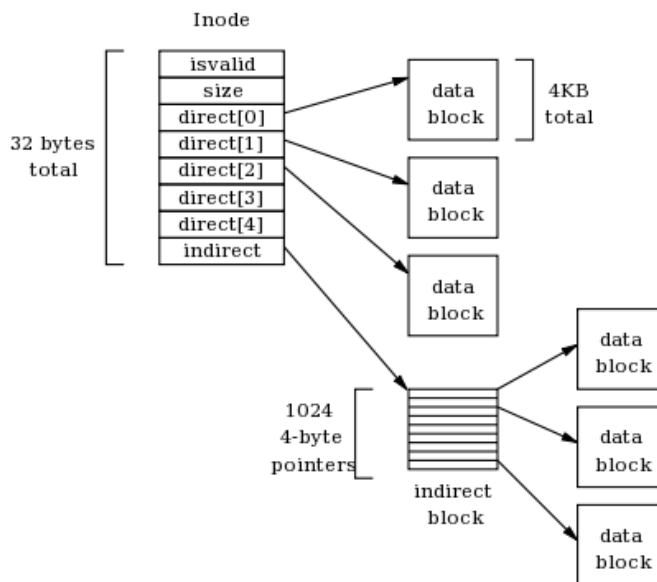 Inode
isvalid
size
direct[0]
direct[1]
direct[2]
direct[3]
direct[4]
indirect
32 bytes
total
data
block
4KB
total
data
block
data
block
1024
4-byte
pointers
indirect
block
data
block
data
block
data
block